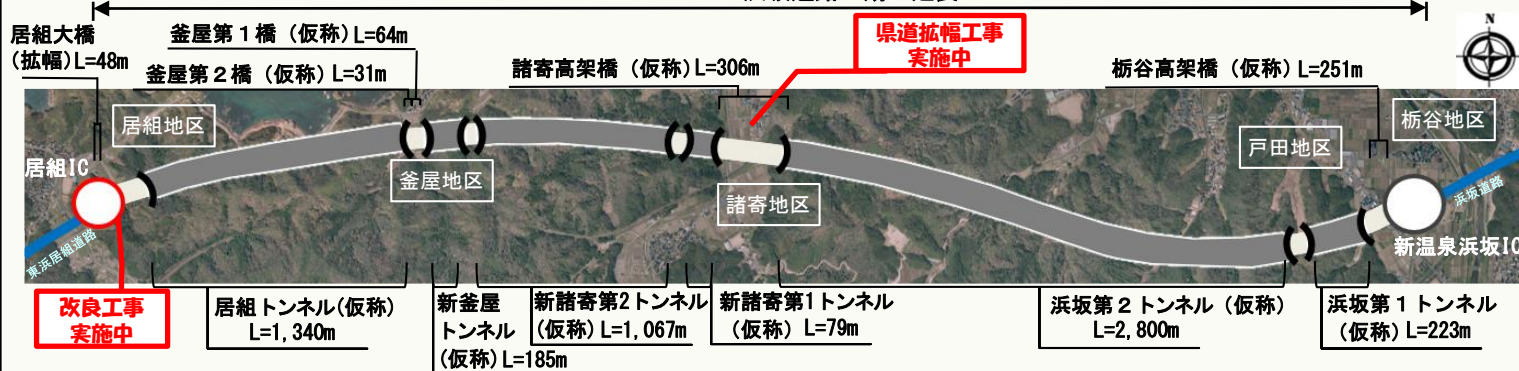 居組大橋
(拡幅)L=48m
釜屋第1橋（仮称）L=64m
釜屋第2橋（仮称）L=31m
諸寄高架橋（仮称）L=306m
県道拡幅工事
実施中
栃谷高架橋（仮称）L=251m
N
居組地区
釜屋地区
諸寄地区
戸田地区
栃谷地区
居組IC
東浜居組道路
浜坂道路
新温泉浜坂IC
改良工事
実施中
居組トンネル(仮称)
L=1,340m
新釜屋
トンネル
(仮称)L=185m
新諸寄第2トンネル
(仮称)L=1,067m
新諸寄第1トンネル
（仮称）L=79m
浜坂第2トンネル（仮称）
L=2,800m
浜坂第1トンネル
（仮称）L=223m